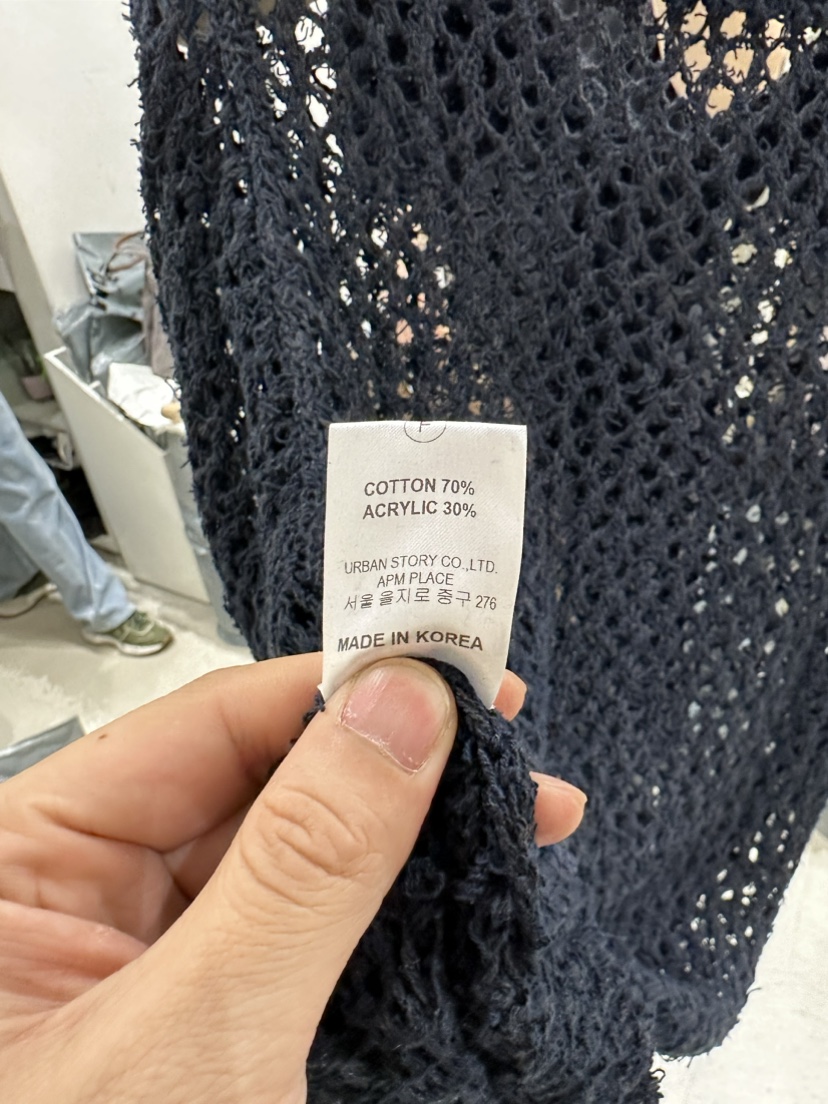 F
COTTON 70%
ACRYLIC 30%
URBAN STORY CO.,LTD.
APM PLACE
서울 을지로 중구 276
MADE IN KOREA